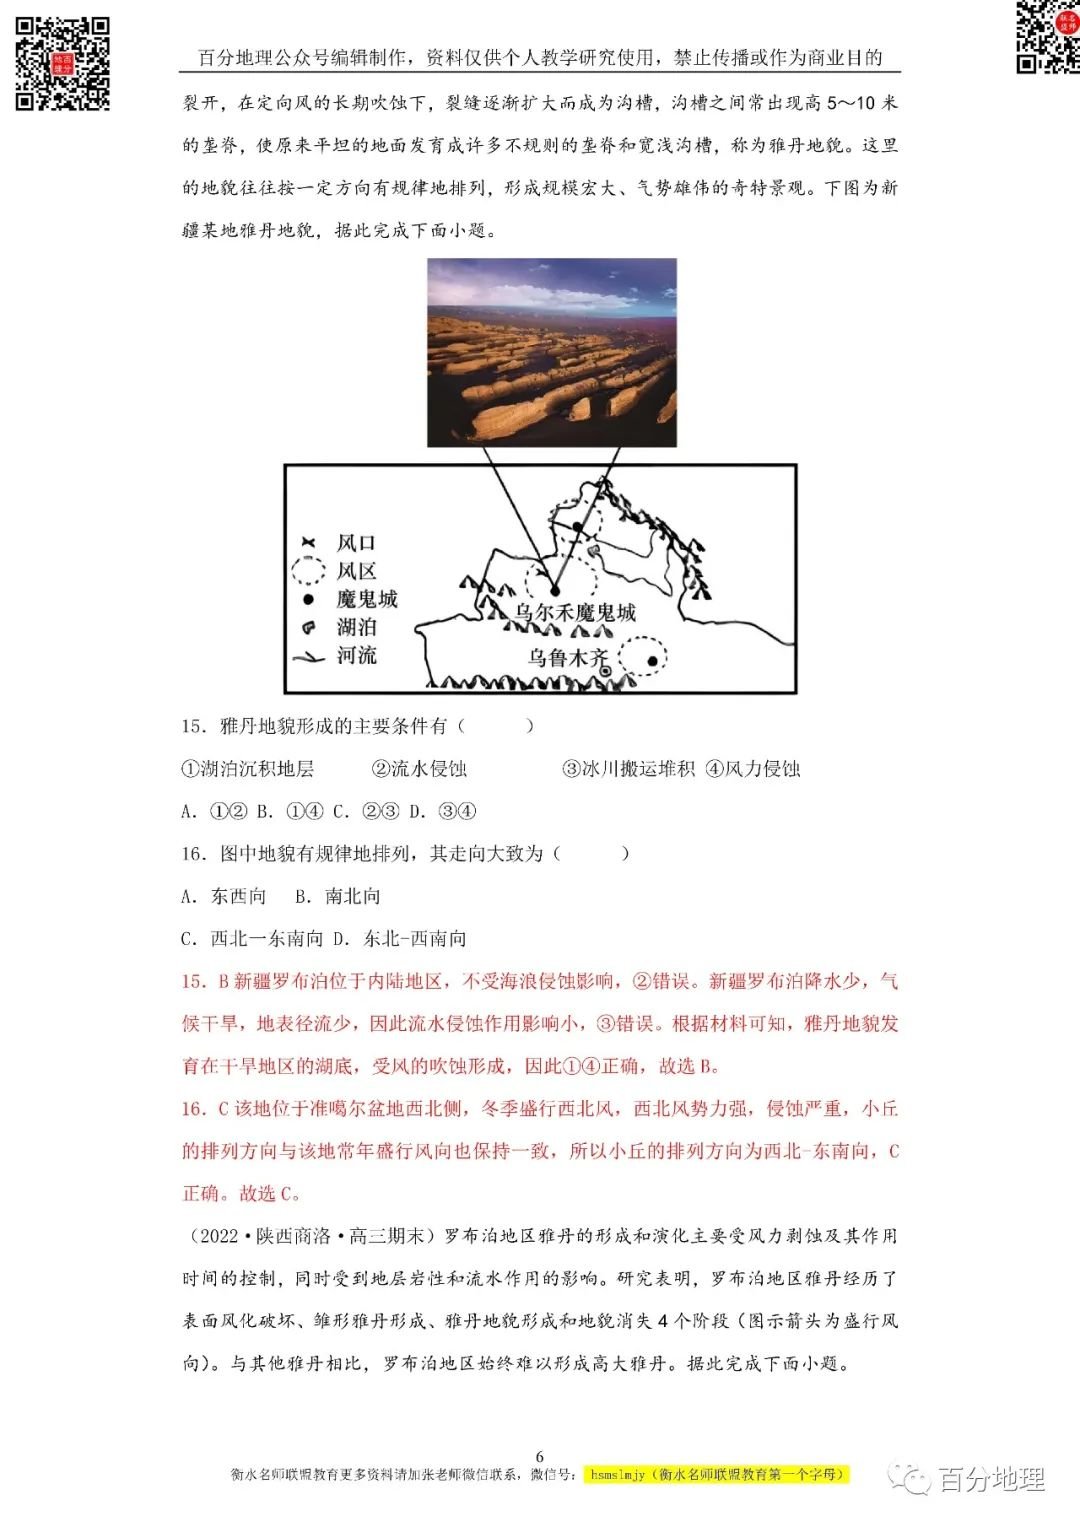 百分地理公众号编辑制作，资料仅供个人教学研究使用，禁止传播或作为商业目的
裂开，在定向风的长期吹蚀下，裂缝逐渐扩大而成为沟槽，沟槽之间常出现高 5～10 米
的垄脊，使原来平坦的地面发育成许多不规则的垄脊和宽浅沟槽，称为雅丹地貌。这里
的地貌往往按一定方向有规律地排列，形成规模宏大、气势雄伟的奇特景观。下图为新
疆某地雅丹地貌，据此完成下面小题。
风口
风区
魔鬼城
湖泊
河流
乌尔禾魔鬼城
乌鲁木齐
15．雅丹地貌形成的主要条件有（　　）
①湖泊沉积地层 ②流水侵蚀 ③冰川搬运堆积 ④风力侵蚀
A．①② B．①④ C．②③ D．③④
16．图中地貌有规律地排列，其走向大致为（　　）
A．东西向 B．南北向
C．西北一东南向 D．东北-西南向
15．B 新疆罗布泊位于内陆地区，不受海浪侵蚀影响，②错误。新疆罗布泊降水少，气
候干旱，地表径流少，因此流水侵蚀作用影响小，③错误。根据材料可知，雅丹地貌发
育在干旱地区的湖底，受风的吹蚀形成，因此①④正确，故选 B。
16．C 该地位于准噶尔盆地西北侧，冬季盛行西北风，西北风势力强，侵蚀严重，小丘
的排列方向与该地常年盛行风向也保持一致，所以小丘的排列方向为西北-东南向，C
正确。故选 C。
（2022·陕西商洛·高三期末）罗布泊地区雅丹的形成和演化主要受风力剥蚀及其作用
时间的控制，同时受到地层岩性和流水作用的影响。研究表明，罗布泊地区雅丹经历了
表面风化破坏、雏形雅丹形成、雅丹地貌形成和地貌消失 4 个阶段（图示箭头为盛行风
向）。与其他雅丹相比，罗布泊地区始终难以形成高大雅丹。据此完成下面小题。
6
衡水名师联盟教育更多资料请加张老师微信联系，微信号： hsmslmjy（衡水名师联盟教育第一个字母）
百分地理